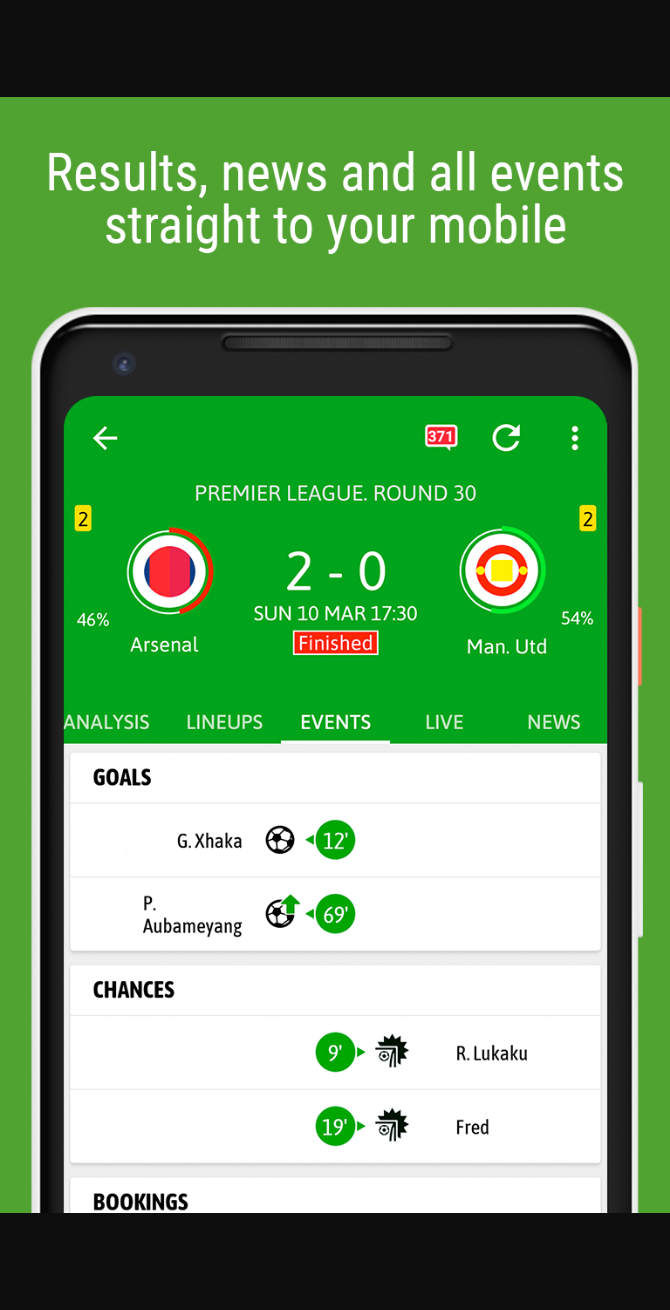 Results, news and all events
straight to your mobile
371
PREMIER LEAGUE. ROUND 30
2
2
2 - 0
SUN 10 MAR 17:30
Finished
46%
54%
Arsenal
Man. Utd
ANALYSIS
LINEUPS
EVENTS
LIVE
NEWS
GOALS
G. Xhaka
12'
P.
Aubameyang
69'
CHANCES
9'
R. Lukaku
19'
Fred
BOOKINGS